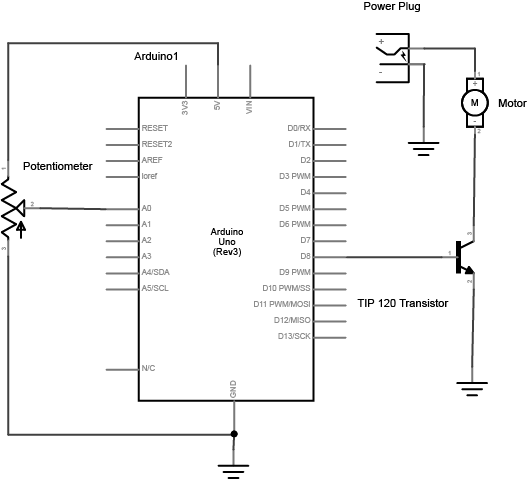 Power Plug
+
-
Arduino1
3V3
5V
VIN
1
+
M
-
2
Motor
RESET
RESET2
AREF
ioref
A0
A1
A2
A3
A4/SDA
A5/SCL
N/C
D0/RX
D1/TX
D2
D3 PWM
D4
D5 PWM
D6 PWM
D7
D8
D9 PWM
D10 PWM/SS
D11 PWM/MOSI
D12/MISO
D13/SCK
Arduino
Uno
(Rev3)
GND
Potentiometer
1
2
3
3
1
2
TIP 120 Transistor